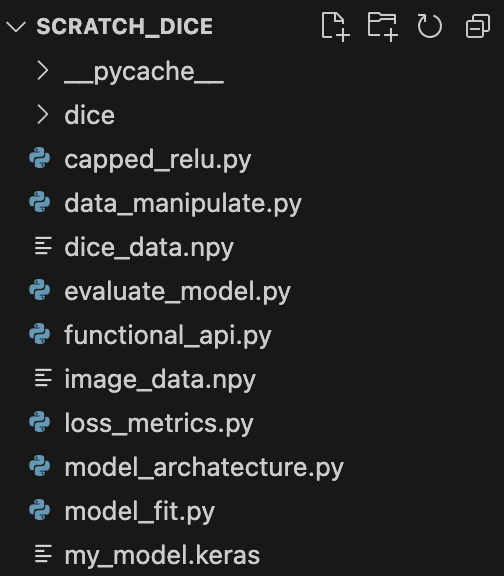 SCRATCH_DICE
__pycache__
dice
capped_relu.py
data_manipulate.py
dice_data.npy
evaluate_model.py
functional_api.py
image_data.npy
loss_metrics.py
model_archatecture.py
model_fit.py
my_model.keras